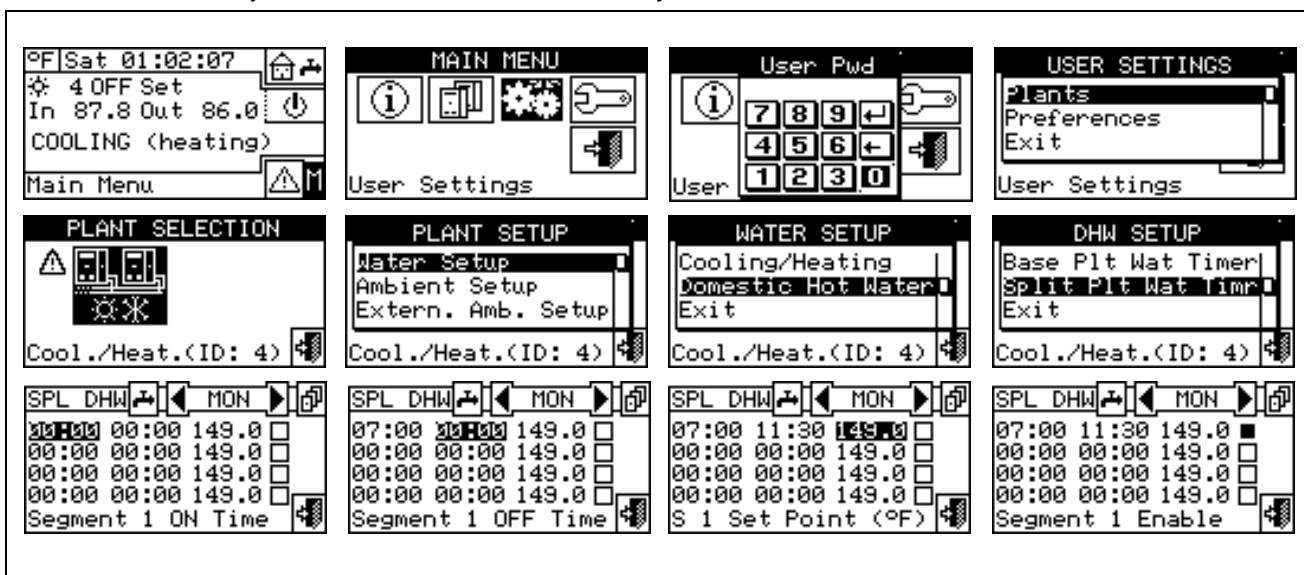 °F Sat 01:02:07
4 OFF Set
In 87.8 Out 86.0
COOLING (heating)
Main Menu M
MAIN MENU
User Settings
User Pwd
7 8 9
4 5 6
1 2 3 0
User
USER SETTINGS
Plants
Preferences
Exit
User Settings
PLANT SELECTION
Cool./Heat.(ID: 4)
PLANT SETUP
Water Setup
Ambient Setup
Extern. Amb. Setup
Cool./Heat.(ID: 4)
WATER SETUP
Cooling/Heating
Domestic Hot Water
Exit
Cool./Heat.(ID: 4)
DHW SETUP
Base Plt Wat Timer
Split Plt Wat Timr
Exit
Cool./Heat.(ID: 4)
SPL DHW MON
00:00 00:00 149.0
00:00 00:00 149.0
00:00 00:00 149.0
00:00 00:00 149.0
Segment 1 ON Time
SPL DHW MON
07:00 00:00 149.0
00:00 00:00 149.0
00:00 00:00 149.0
00:00 00:00 149.0
Segment 1 OFF Time
SPL DHW MON
07:00 11:30 149.0
00:00 00:00 149.0
00:00 00:00 149.0
00:00 00:00 149.0
S 1 Set Point (°F)
SPL DHW MON
07:00 11:30 149.0
00:00 00:00 149.0
00:00 00:00 149.0
00:00 00:00 149.0
Segment 1 Enable